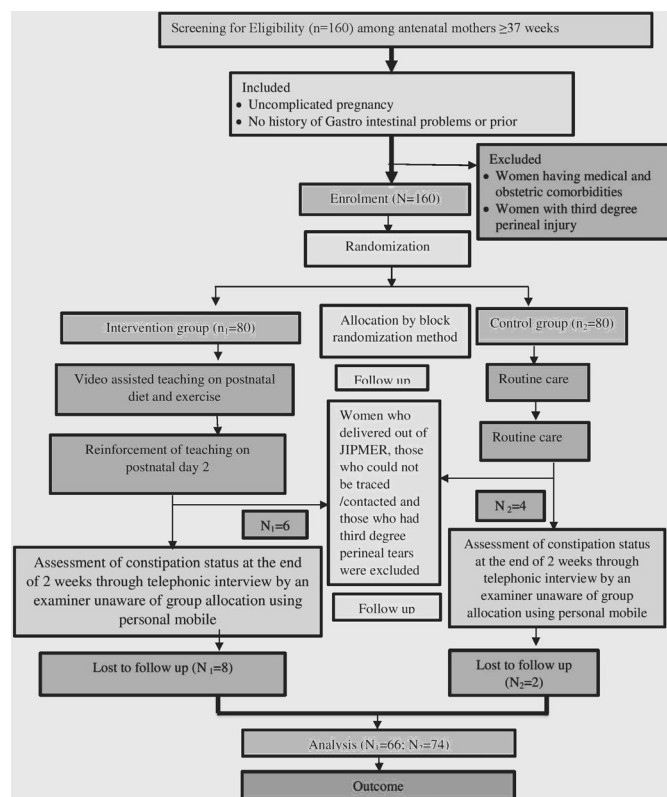 Screening for Eligibility (n=160) among antenatal mothers ≥37 weeks
Included
• Uncomplicated pregnancy
• No history of Gastro intestinal problems or prior
Excluded
• Women having medical and
obstetric comorbidities
• Women with third degree
perineal injury
Enrolment (N=160)
Randomization
Intervention group (n1=80)
Allocation by block
randomization method
Control group (n2=80)
Video assisted teaching on postnatal
diet and exercise
Follow up
Routine care
Reinforcement of teaching on
postnatal day 2
Women who
delivered out of
JIPMER, those
who could not
be traced
/contacted and
those who had
third degree
perineal tears
were excluded
Routine care
N1=6
N2=4
Assessment of constipation status at the end
of 2 weeks through telephonic interview by an
examiner unaware of group allocation using
personal mobile
Follow up
Assessment of constipation status
at the end of 2 weeks through
telephonic interview by an
examiner unaware of group
allocation using personal mobile
Lost to follow up (N1=8)
Lost to follow up
(N2=2)
Analysis (N1=66; N2=74)
Outcome